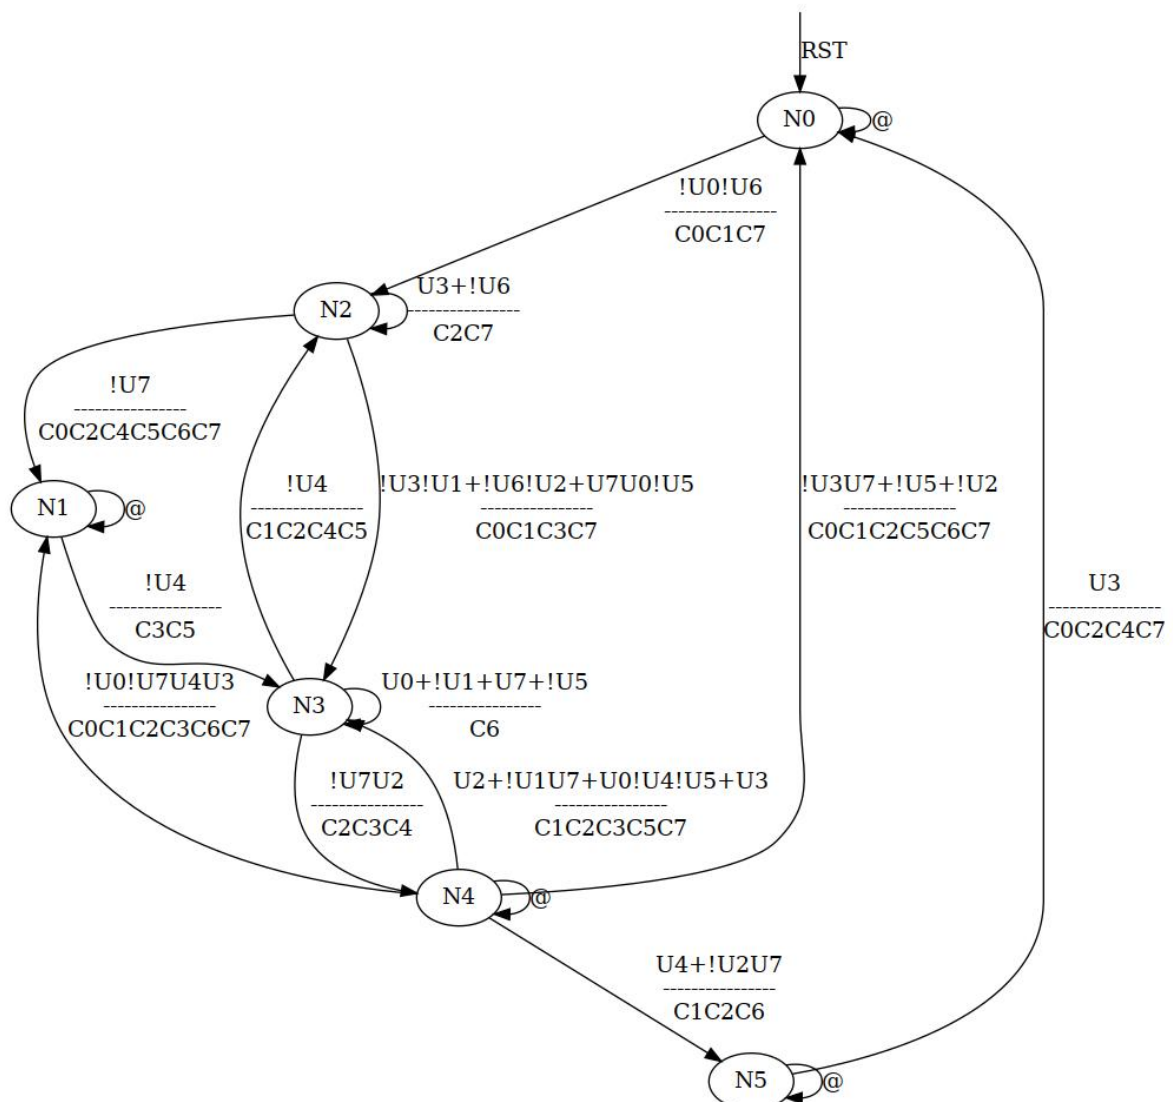 RST
N0
@
!U0!U6
----------------
C0C1C7
U3+!U6
----------------
C2C7
N2
!U7
----------------
C0C2C4C5C6C7
!U4
----------------
C1C2C4C5
!U3!U1+!U6!U2+U7U0!U5
----------------
C0C1C3C7
!U3U7+!U5+!U2
----------------
C0C1C2C5C6C7
N1
@
!U4
----------------
C3C5
U3
----------------
C0C2C4C7
!U0!U7U4U3
----------------
C0C1C2C3C6C7
N3
U0+!U1+U7+!U5
----------------
C6
!U7U2
----------------
C2C3C4
U2+!U1U7+U0!U4!U5+U3
----------------
C1C2C3C5C7
N4
@
U4+!U2U7
----------------
C1C2C6
N5
@